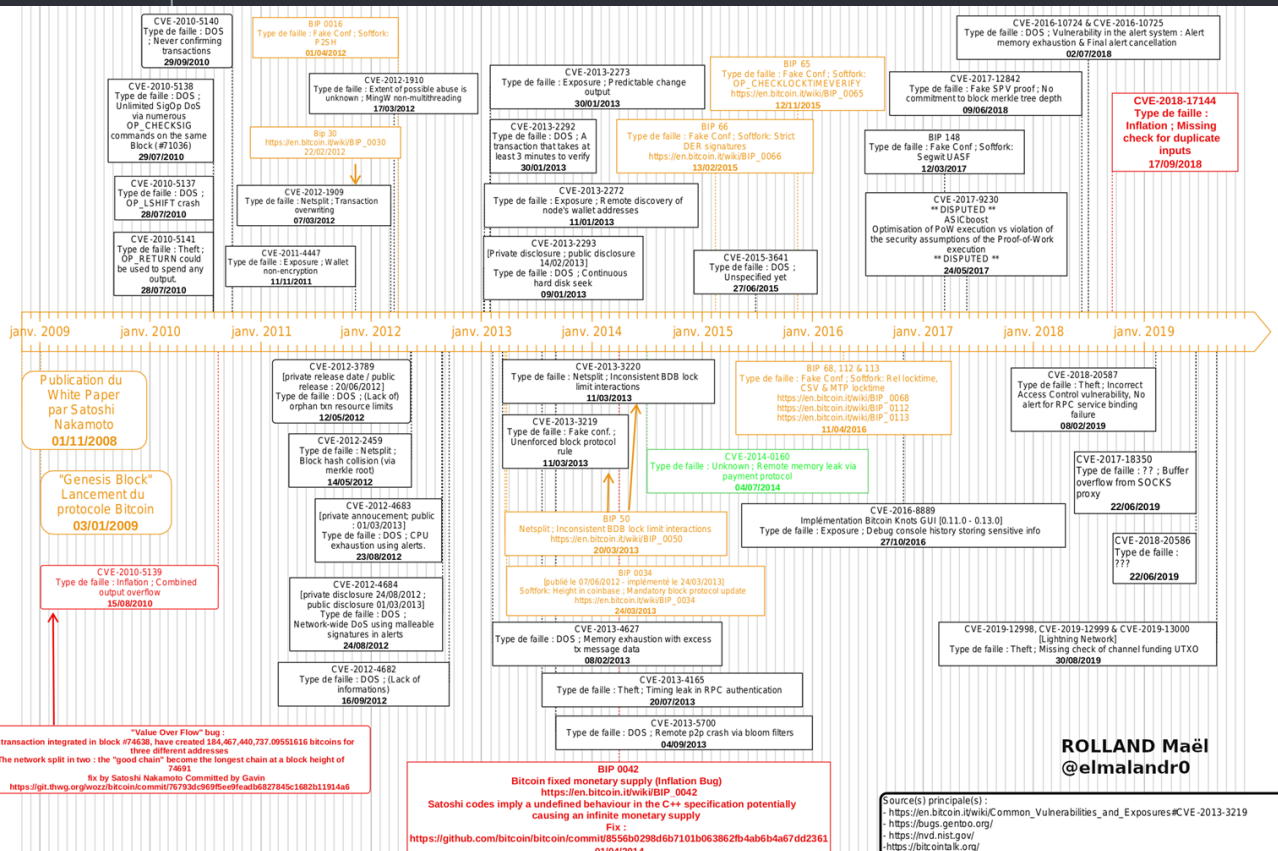 CVE-2010-5140
Type de faille : DOS
; Never confirming
transactions
29/09/2010
BIP 0016
Type de faille : Fake Conf ; Softfork:
P2SH
01/04/2012
CVE-2016-10724 & CVE-2016-10725
Type de faille : DOS ; Vulnerability in the alert system : Alert
memory exhaustion & Final alert cancellation
02/07/2018
CVE-2010-5138
Type de faille : DOS ;
Unlimited SigOp DoS
via numerous
OP_CHECKSIG
commands on the same
Block (#71036)
29/07/2010
CVE-2012-1910
Type de faille : Extent of possible abuse is
unknown ; MingW non-multithreading
17/03/2012
CVE-2013-2273
Type de faille : Exposure ; Predictable change
output
30/01/2013
BIP 65
Type de faille : Fake Conf ; Softfork:
OP_CHECKLOCKTIMEVERIFY
https://en.bitcoin.it/wiki/BIP_0065
12/11/2015
CVE-2017-12842
Type de faille : Fake SPV proof ; No
commitment to block merkle tree depth
09/06/2018
CVE-2018-17144
Type de faille :
Inflation ; Missing
check for duplicate
inputs
17/09/2018
Bip 30
https://en.bitcoin.it/wiki/BIP_0030
22/02/2012
CVE-2013-2292
Type de faille : DOS ; A
transaction that takes at
least 3 minutes to verify
30/01/2013
BIP 66
Type de faille : Fake Conf ; Softfork: Strict
DER signatures
https://en.bitcoin.it/wiki/BIP_0066
13/02/2015
BIP 148
Type de faille : Fake Conf ; Softfork:
Segwit UASF
12/03/2017
CVE-2010-5137
Type de faille : DOS ;
OP_LSHIFT crash
28/07/2010
CVE-2012-1909
Type de faille : Netsplit ; Transaction
overwriting
07/03/2012
CVE-2013-2272
Type de faille : Exposure ; Remote discovery of
node's wallet addresses
11/01/2013
CVE-2017-9230
** DISPUTED **
ASICboost
Optimisation of PoW execution vs violation of
the security assumptions of the Proof-of-Work
execution
** DISPUTED **
24/05/2017
CVE-2010-5141
Type de faille : Theft ;
OP_RETURN could
be used to spend any
output.
28/07/2010
CVE-2011-4447
Type de faille : Exposure ; Wallet
non-encryption
11/11/2011
CVE-2013-2293
[Private disclosure ; public disclosure
14/02/2013]
Type de faille : DOS ; Continuous
hard disk seek
09/01/2013
CVE-2015-3641
Type de faille : DOS ;
Unspecified yet
27/06/2015
janv. 2009
janv. 2010
janv. 2011
janv. 2012
janv. 2013
janv. 2014
janv. 2015
janv. 2016
janv. 2017
janv. 2018
janv. 2019
Publication du
White Paper
par Satoshi
Nakamoto
01/11/2008
CVE-2012-3789
[private release date / public
release : 20/06/2012]
Type de faille : DOS ; (Lack of)
orphan txn resource limits
12/05/2012
CVE-2013-3220
Type de faille : Netsplit ; Inconsistent BDB lock
limit interactions
11/03/2013
BIP 68, 112 & 113
Type de faille : Fake Conf ; Softfork: Rel locktime,
CSV & MTP locktime
https://en.bitcoin.it/wiki/BIP_0068
https://en.bitcoin.it/wiki/BIP_0112
https://en.bitcoin.it/wiki/BIP_0113
11/04/2016
CVE-2018-20587
Type de faille : Theft ; Incorrect
Access Control vulnerability, No
alert for RPC service binding
failure
08/02/2019
CVE-2013-3219
Type de faille : Fake conf. ;
Unenforced block protocol
rule
11/03/2013
CVE-2012-2459
Type de faille : Netsplit ;
Block hash collision (via
merkle root)
14/05/2012
CVE-2014-0160
Type de faille : Unknown ; Remote memory leak via
payment protocol
04/07/2014
CVE-2017-18350
Type de faille : ?? ; Buffer
overflow from SOCKS
proxy
22/06/2019
"Genesis Block"
Lancement du
protocole Bitcoin
03/01/2009
CVE-2012-4683
[private annoucement; public
: 01/03/2013]
Type de faille : DOS ; CPU
exhaustion using alerts.
23/08/2012
BIP 50
Netsplit ; Inconsistent BDB lock limit interactions
https://en.bitcoin.it/wiki/BIP_0050
20/03/2013
CVE-2016-8889
Implémentation Bitcoin Knots GUI [0.11.0 - 0.13.0]
Type de faille : Exposure ; Debug console history storing sensitive info
27/10/2016
CVE-2018-20586
Type de faille :
???
22/06/2019
CVE-2010-5139
Type de faille : Inflation ; Combined
output overflow
15/08/2010
CVE-2012-4684
[private disclosure 24/08/2012 ;
public disclosure 01/03/2013]
Type de faille : DOS ;
Network-wide DoS using malleable
signatures in alerts
24/08/2012
BIP 0034
[publié le 07/06/2012 - implémenté le 24/03/2013]
Softfork: Height in coinbase ; Mandatory block protocol update
https://en.bitcoin.it/wiki/BIP_0034
24/03/2013
CVE-2013-4627
Type de faille : DOS ; Memory exhaustion with excess
tx message data
08/02/2013
CVE-2019-12998, CVE-2019-12999 & CVE-2019-13000
[Lightning Network]
Type de faille : Theft ; Missing check of channel funding UTXO
30/08/2019
CVE-2012-4682
Type de faille : DOS ; (Lack of
informations)
16/09/2012
CVE-2013-4165
Type de faille : Theft ; Timing leak in RPC authentication
20/07/2013
CVE-2013-5700
Type de faille : DOS ; Remote p2p crash via bloom filters
04/09/2013
"Value Over Flow" bug :
transaction integrated in block #74638, have created 184,467,440,737.09551616 bitcoins for
three different addresses
The network split in two : the "good chain" become the longest chain at a block height of
74691
fix by Satoshi Nakamoto Committed by Gavin
https://git.thwg.org/wozz/bitcoin/commit/76793dc969f5ee9feadb6827845c1682b11914a6
BIP 0042
Bitcoin fixed monetary supply (Inflation Bug)
https://en.bitcoin.it/wiki/BIP_0042
Satoshi codes imply a undefined behaviour in the C++ specification potentially
causing an infinite monetary supply
Fix :
https://github.com/bitcoin/bitcoin/commit/8556b0298d6b7101b063862fb4ab6b4a67dd2361
01/04/2014
ROLLAND Maël
@elmalandr0
Source(s) principale(s) :
- https://en.bitcoin.it/wiki/Common_Vulnerabilities_and_Exposures#CVE-2013-3219
- https://bugs.gentoo.org/
- https://nvd.nist.gov/
-https://bitcointalk.org/